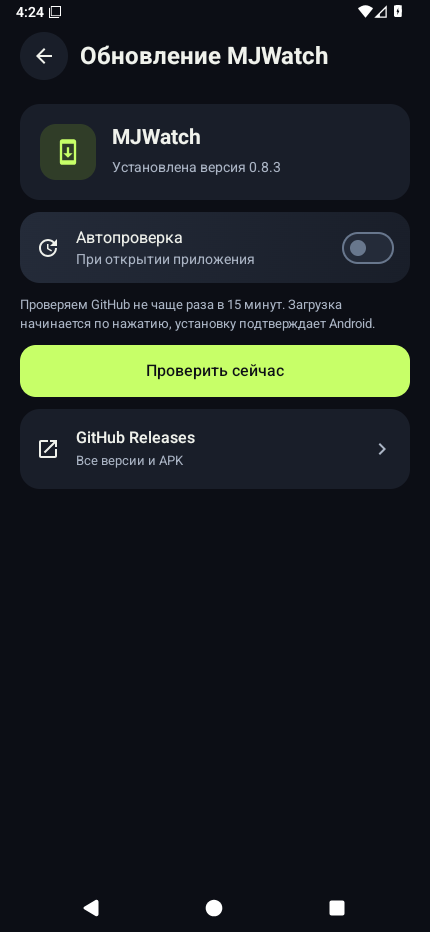 4:24
Обновление MJWatch
MJWatch
Установлена версия 0.8.3
Автопроверка
При открытии приложения
Проверяем GitHub не чаще раза в 15 минут. Загрузка
начинается по нажатию, установку подтверждает Android.
Проверить сейчас
GitHub Releases
Все версии и APK